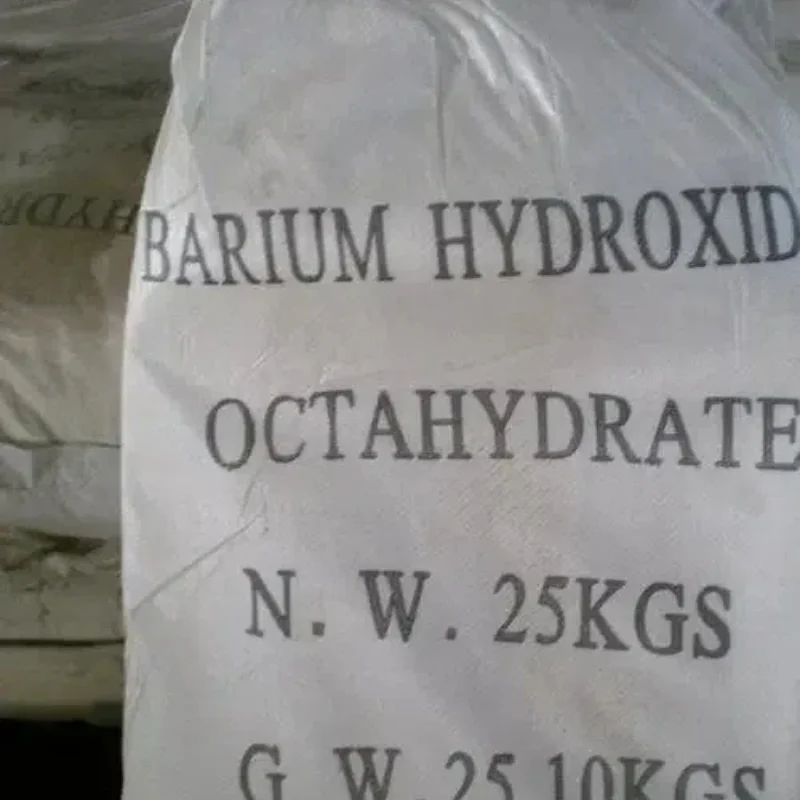 BARIUM HYDROXID
OCTAHYDRATE
N. W. 25KGS
G W 25 10KGS